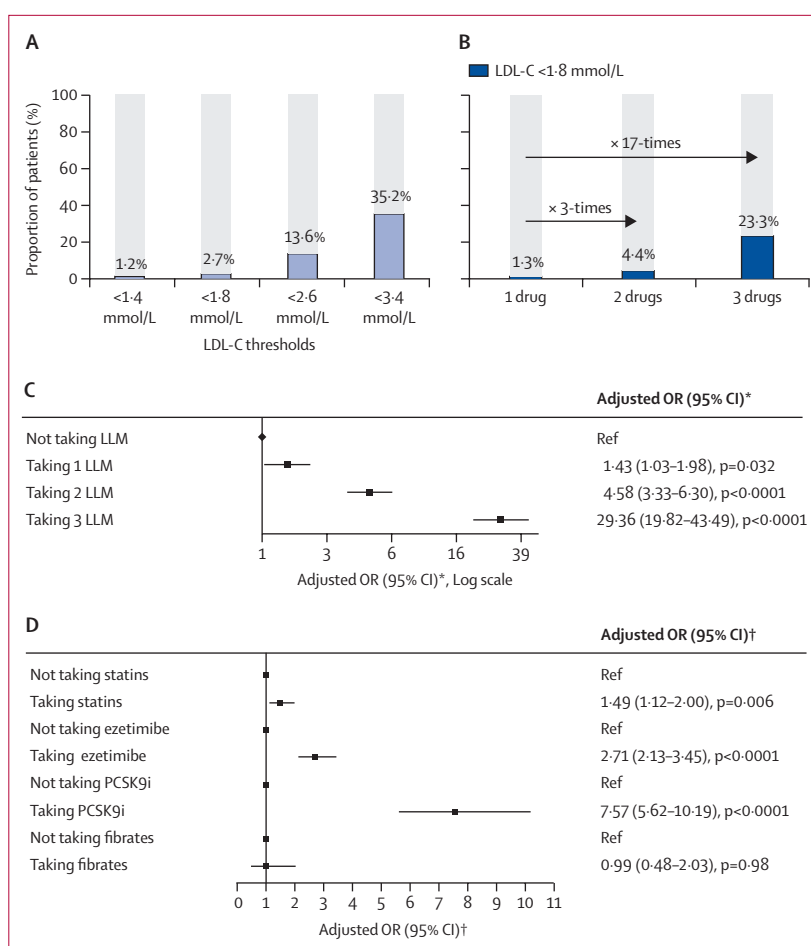 A
Proportion of patients (%)
100
80
60
40
20
0
1·2%
2·7%
13·6%
35·2%
<1·4
mmol/L
<1·8
mmol/L
<2·6
mmol/L
<3·4
mmol/L
LDL-C thresholds
B
LDL-C <1·8 mmol/L
× 17-times
× 3-times
1·3%
4·4%
23·3%
1 drug
2 drugs
3 drugs
C
Adjusted OR (95% CI)*
Not taking LLM Ref
Taking 1 LLM 1·43 (1·03–1·98), p=0·032
Taking 2 LLM 4·58 (3·33–6·30), p<0·0001
Taking 3 LLM 29·36 (19·82–43·49), p<0·0001
1 3 6 16 39
Adjusted OR (95% CI)*, Log scale
D
Adjusted OR (95% CI)†
Not taking statins Ref
Taking statins 1·49 (1·12–2·00), p=0·006
Not taking ezetimibe Ref
Taking ezetimibe 2·71 (2·13–3·45), p<0·0001
Not taking PCSK9i Ref
Taking PCSK9i 7·57 (5·62–10·19), p<0·0001
Not taking fibrates Ref
Taking fibrates 0·99 (0·48–2·03), p=0·98
0 1 2 3 4 5 6 7 8 9 10 11
Adjusted OR (95% CI)†